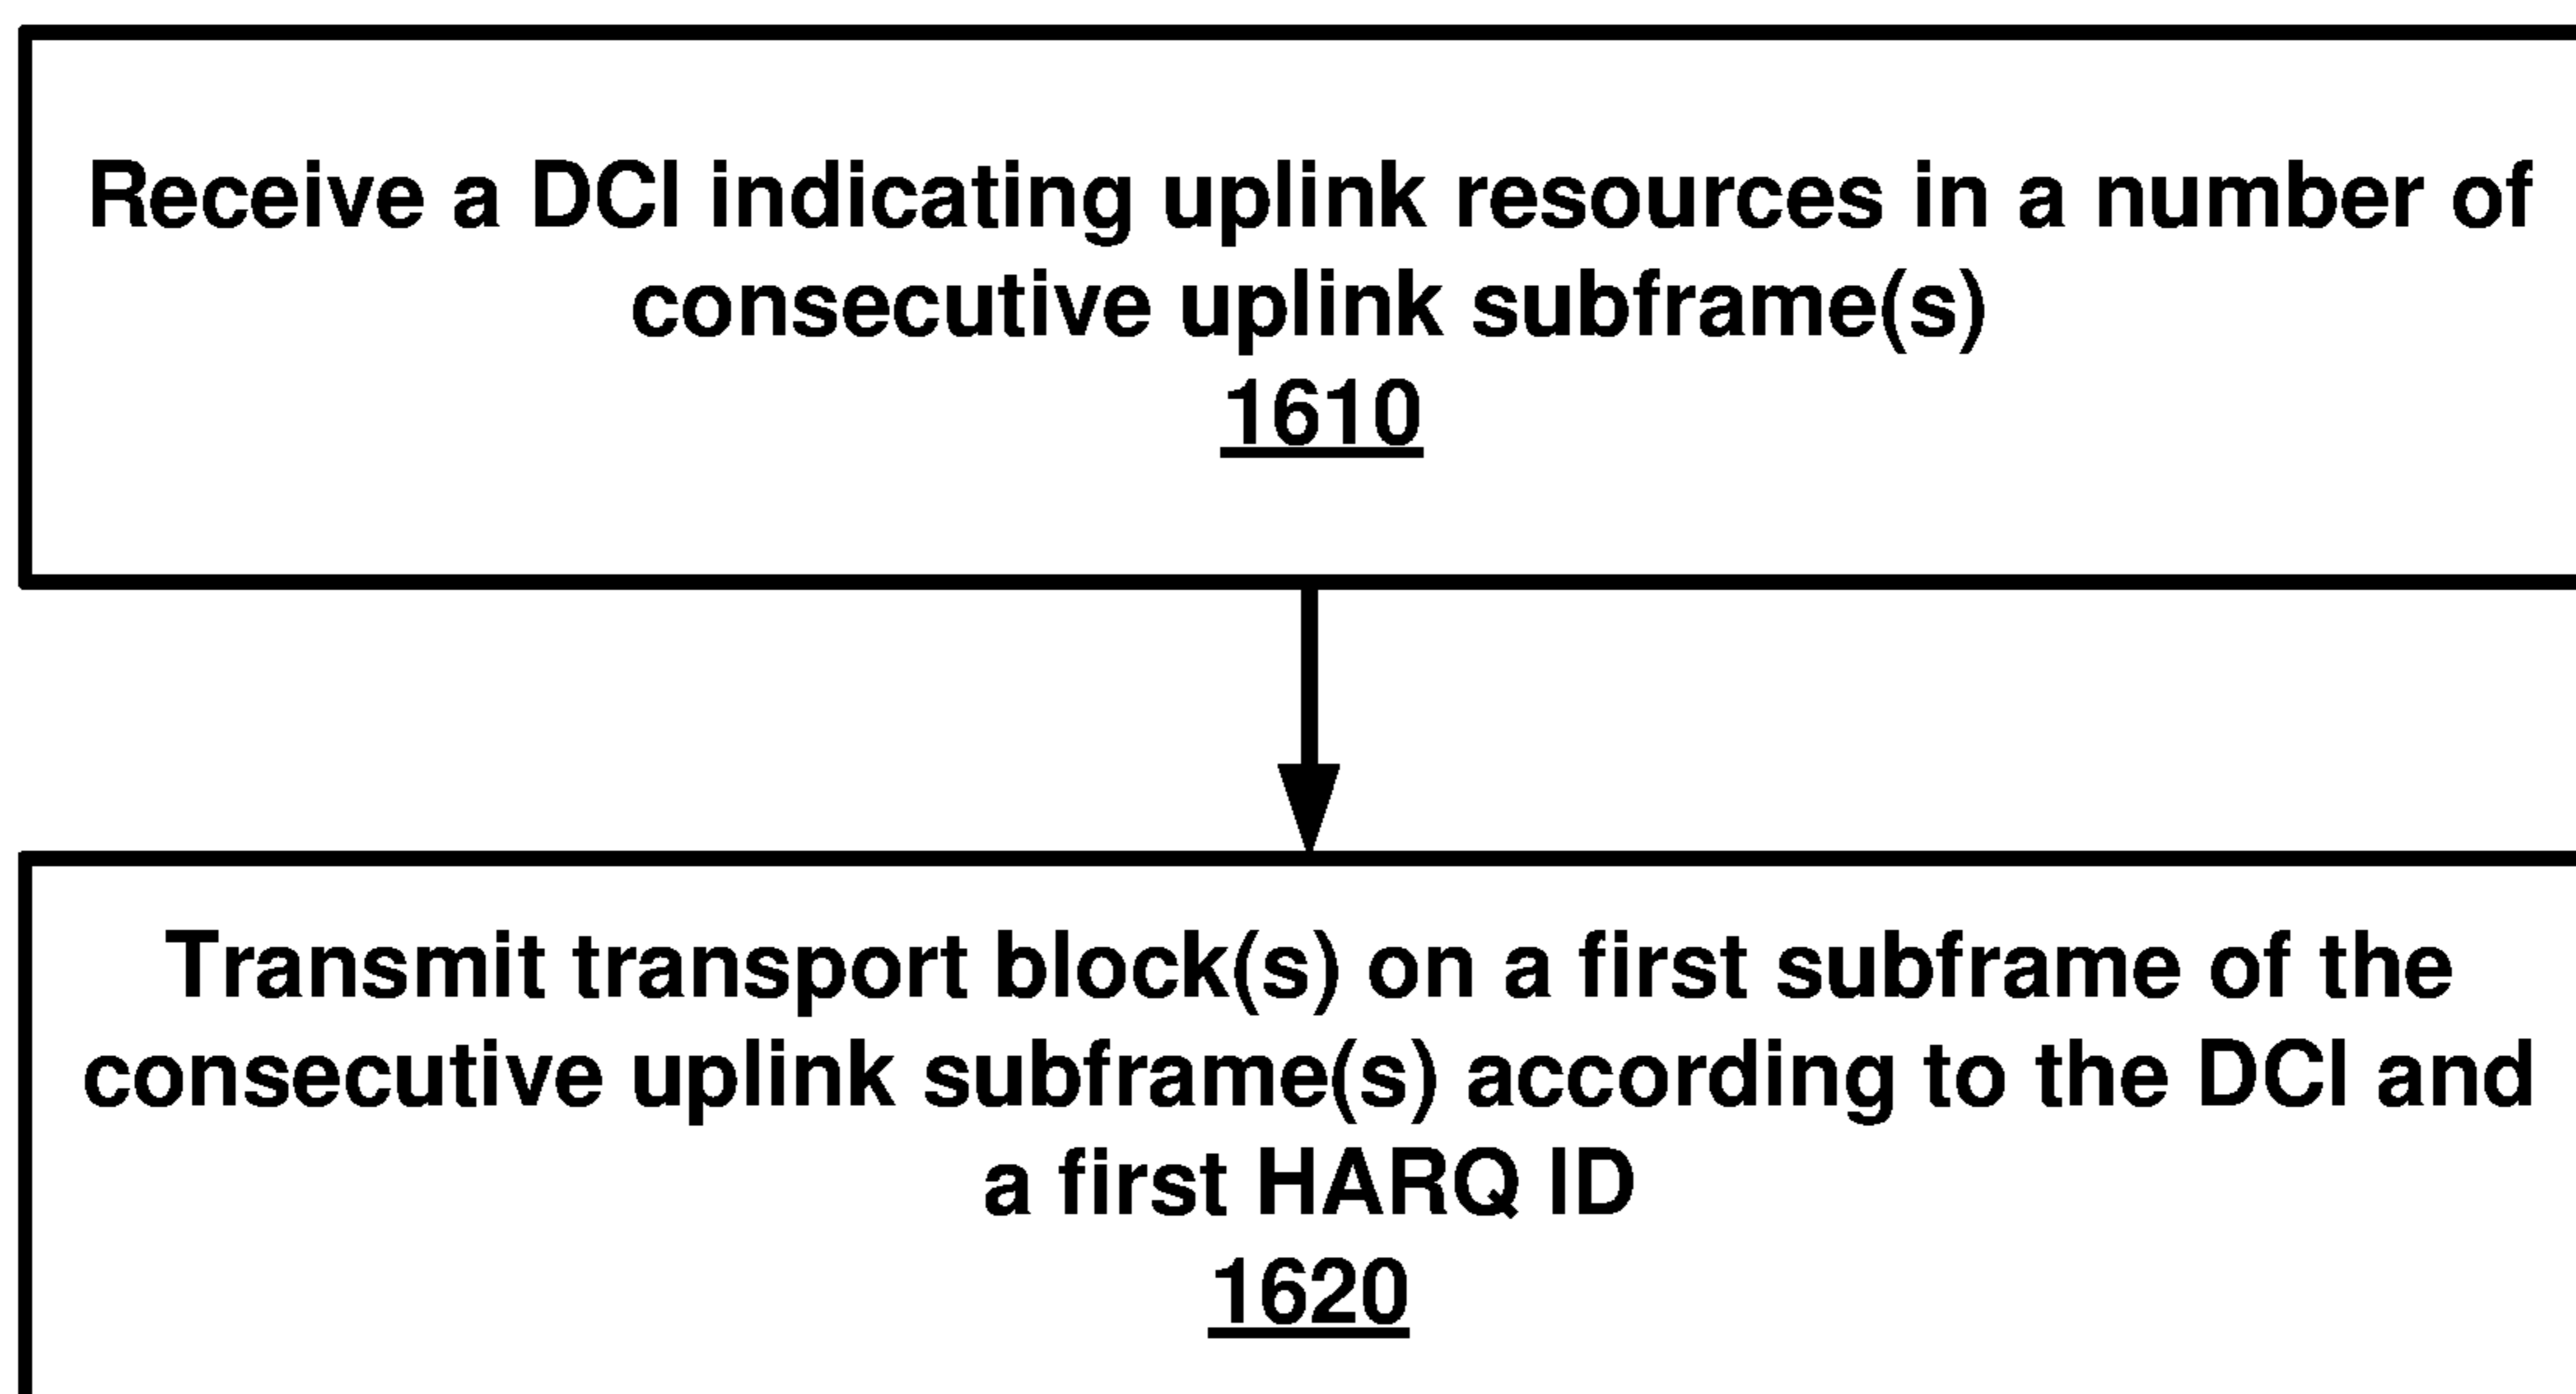 Receive a DCI indicating uplink resources in a number of
consecutive uplink subframe(s)
1610
Transmit transport block(s) on a first subframe of the
consecutive uplink subframe(s) according to the DCI and
a first HARQ ID
1620